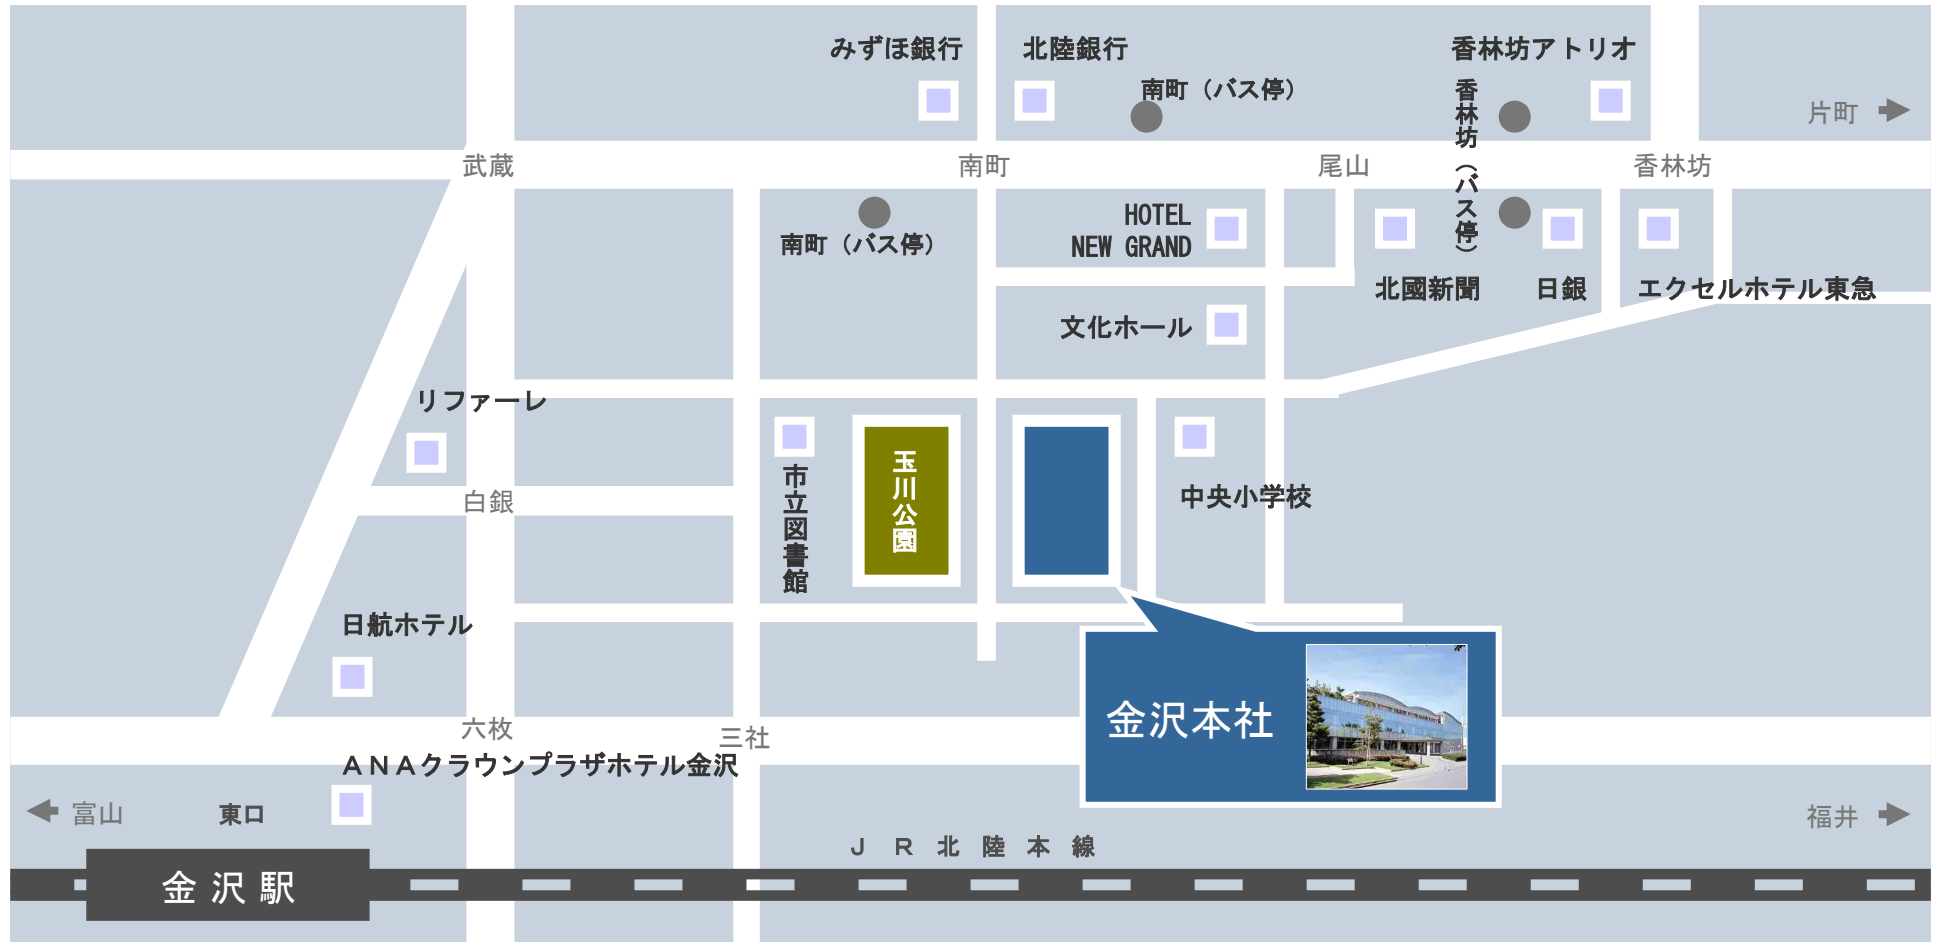 みずほ銀行
北陸銀行
香林坊アトリオ
南町（バス停）
香林坊（バス停）
片町
武蔵
南町
尾山
香林坊
HOTEL
NEW GRAND
南町（バス停）
北國新聞
日銀
エクセルホテル東急
文化ホール
リファーレ
玉川公園
市立図書館
白銀
中央小学校
日航ホテル
六枚
三社
金沢本社
ＡＮＡクラウンプラザホテル金沢
富山
東口
福井
ＪＲ北陸本線
金沢駅